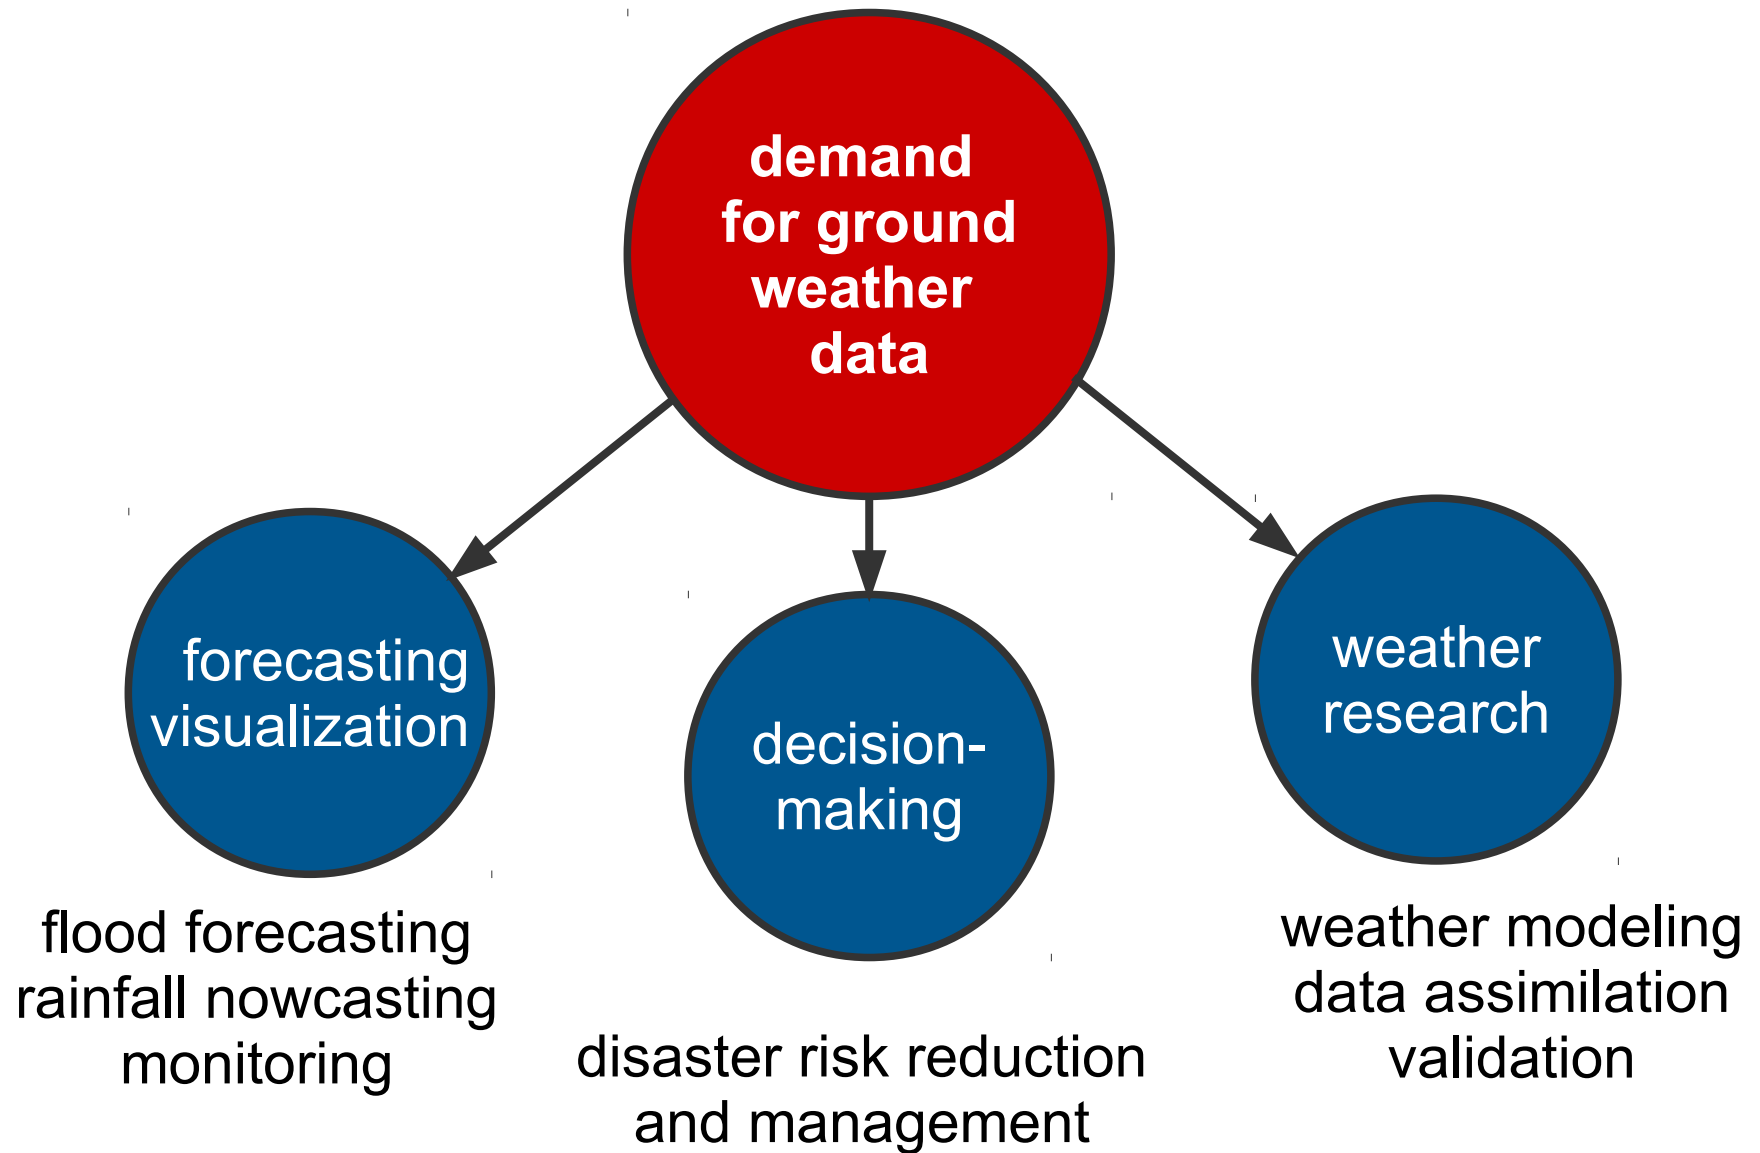 demand
for ground
weather
data
forecasting
visualization
decision-
making
weather
research
flood forecasting
rainfall nowcasting
monitoring
disaster risk reduction
and management
weather modeling
data assimilation
validation